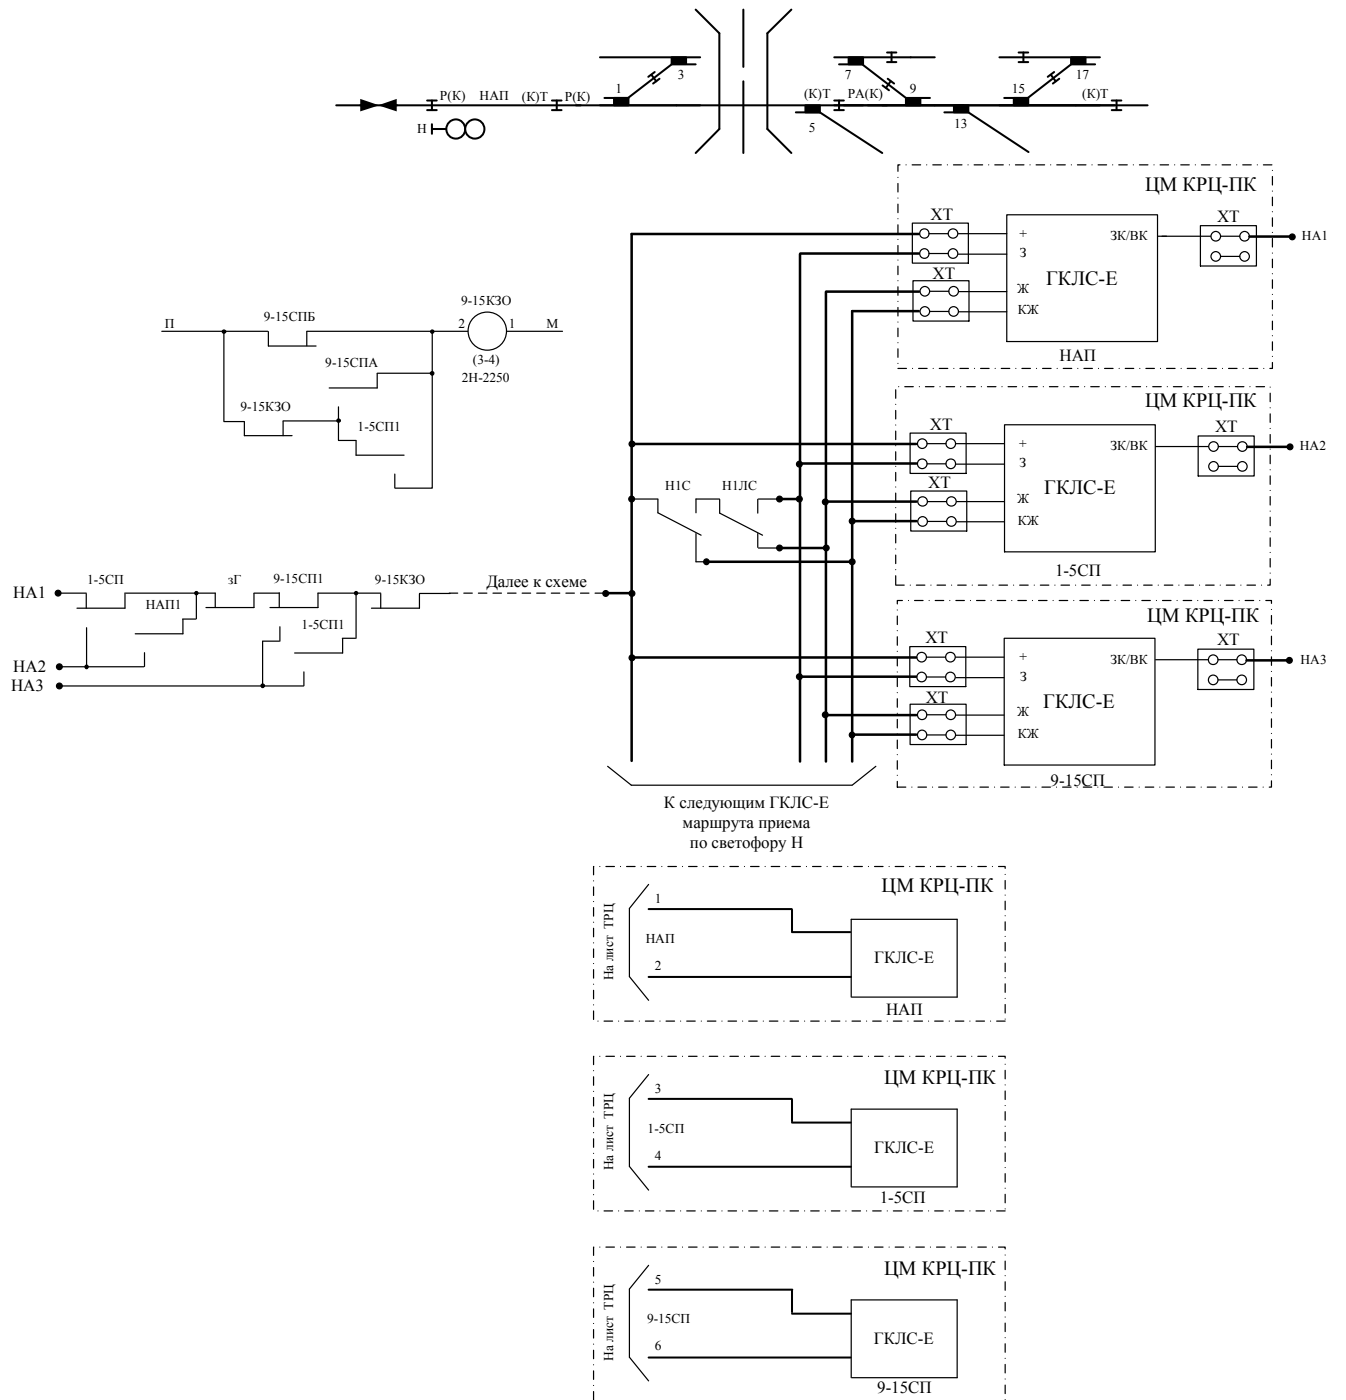 3
7
17
1
9
15
Р(К) НАП (К)Т Р(К)
(К)Т РА(К)
(К)Т
Н
5
13
ЦМ КРЦ-ПК
ХТ
+
З
ХТ
Ж
КЖ
ЗК/ВК
ГКЛС-Е
ХТ
НА1
НАП
9-15КЗО
9-15СПБ
П
2
1
М
(3-4)
2Н-2250
9-15СПА
9-15КЗО
1-5СП1
ЦМ КРЦ-ПК
ХТ
+
З
ХТ
Ж
КЖ
ЗК/ВК
ГКЛС-Е
ХТ
НА2
1-5СП
Н1С
Н1ЛС
НА1
1-5СП
НАП1
зГ
9-15СП1
1-5СП1
9-15КЗО
Далее к схеме
НА2
НА3
ЦМ КРЦ-ПК
ХТ
+
З
ХТ
Ж
КЖ
ЗК/ВК
ГКЛС-Е
ХТ
НА3
9-15СП
К следующим ГКЛС-Е
маршрута приема
по светофору Н
ЦМ КРЦ-ПК
На лист ТРЦ
1
НАП
2
ГКЛС-Е
НАП
ЦМ КРЦ-ПК
На лист ТРЦ
3
1-5СП
4
ГКЛС-Е
1-5СП
ЦМ КРЦ-ПК
На лист ТРЦ
5
9-15СП
6
ГКЛС-Е
9-15СП